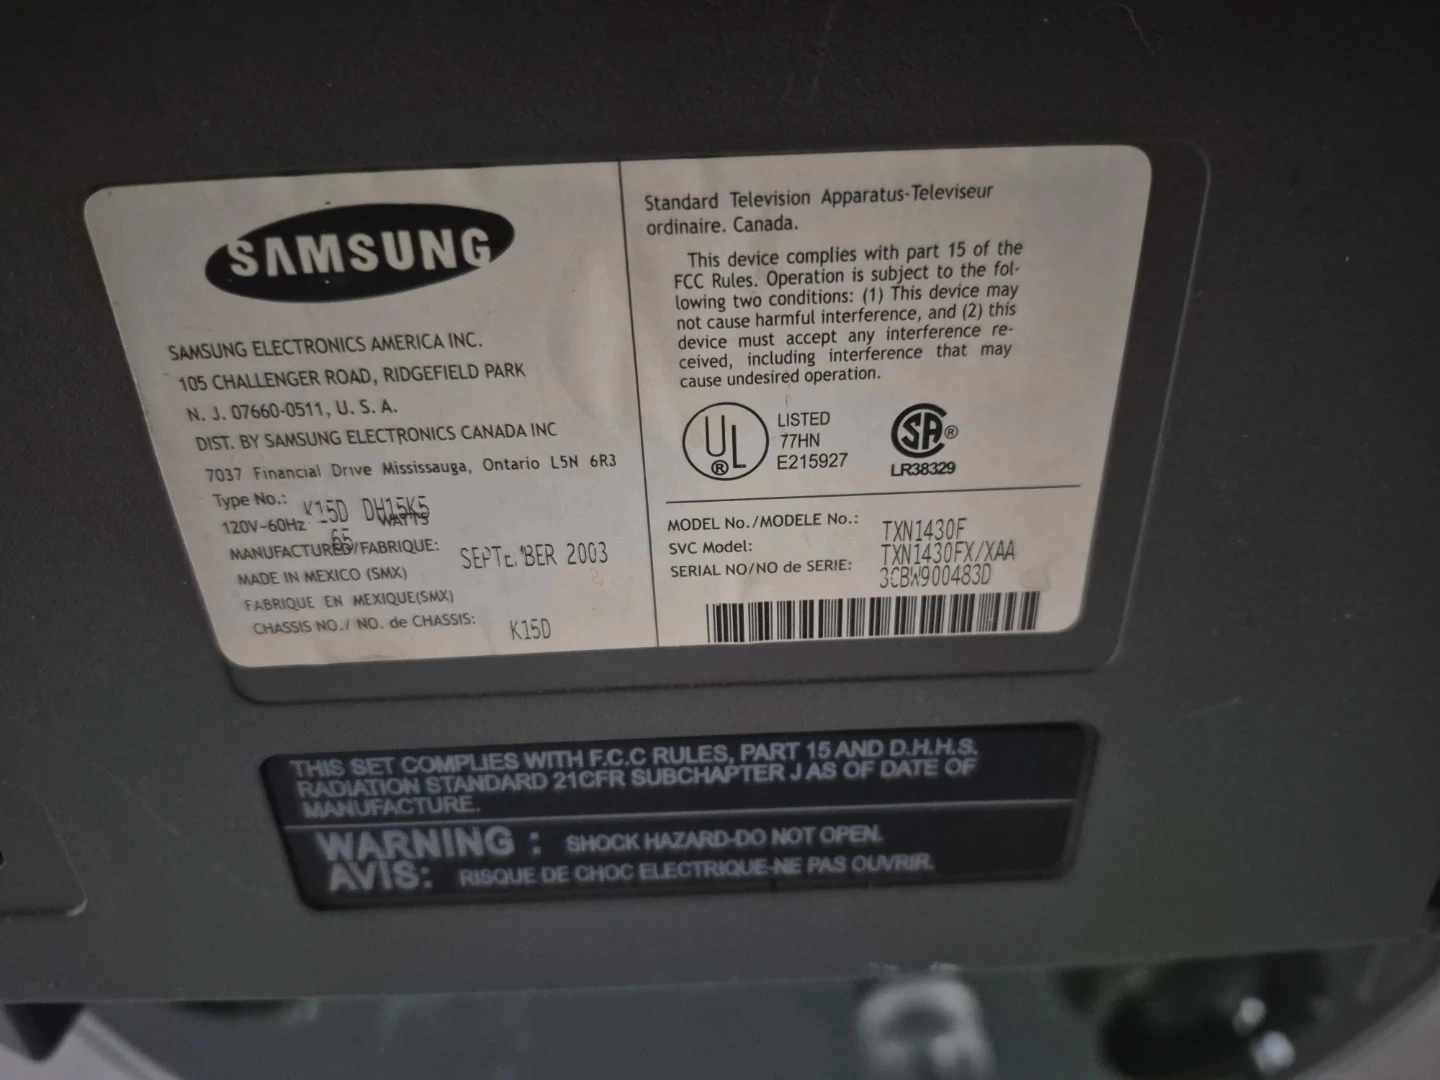 SAMSUNG
SAMSUNG ELECTRONICS AMERICA INC.
105 CHALLENGER ROAD, RIDGEFIELD PARK
N. J. 07660-0511, U. S. A.
DIST. BY SAMSUNG ELECTRONICS CANADA INC
7037 Financial Drive Mississauga, Ontario L5N 6R3
Type No.: K15D DH15K5
120V~60Hz 65 WATTS
MANUFACTURED/FABRIQUE: SEPTEMBER 2003
MADE IN MEXICO (SMX)
FABRIQUE EN MEXIQUE(SMX)
CHASSIS NO./ NO. de CHASSIS: K15D
Standard Television Apparatus-Televiseur
ordinaire. Canada.
This device complies with part 15 of the
FCC Rules. Operation is subject to the fol-
lowing two conditions: (1) This device may
not cause harmful interference, and (2) this
device must accept any interference re-
ceived, including interference that may
cause undesired operation.
UL ®
LISTED
77HN
E215927
SA ®
LR38329
MODEL No./MODELE No.: TXN1430F
SVC Model: TXN1430FX/XAA
SERIAL NO/NO de SERIE: 3CBW900483D
THIS SET COMPLIES WITH F.C.C RULES, PART 15 AND D.H.H.S.
RADIATION STANDARD 21CFR SUBCHAPTER J AS OF DATE OF
MANUFACTURE.
WARNING : SHOCK HAZARD-DO NOT OPEN.
AVIS: RISQUE DE CHOC ELECTRIQUE-NE PAS OUVRIR.